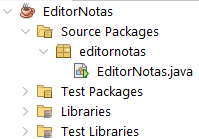 EditorNotas
Source Packages
editornotas
EditorNotas.java
Test Packages
Libraries
Test Libraries